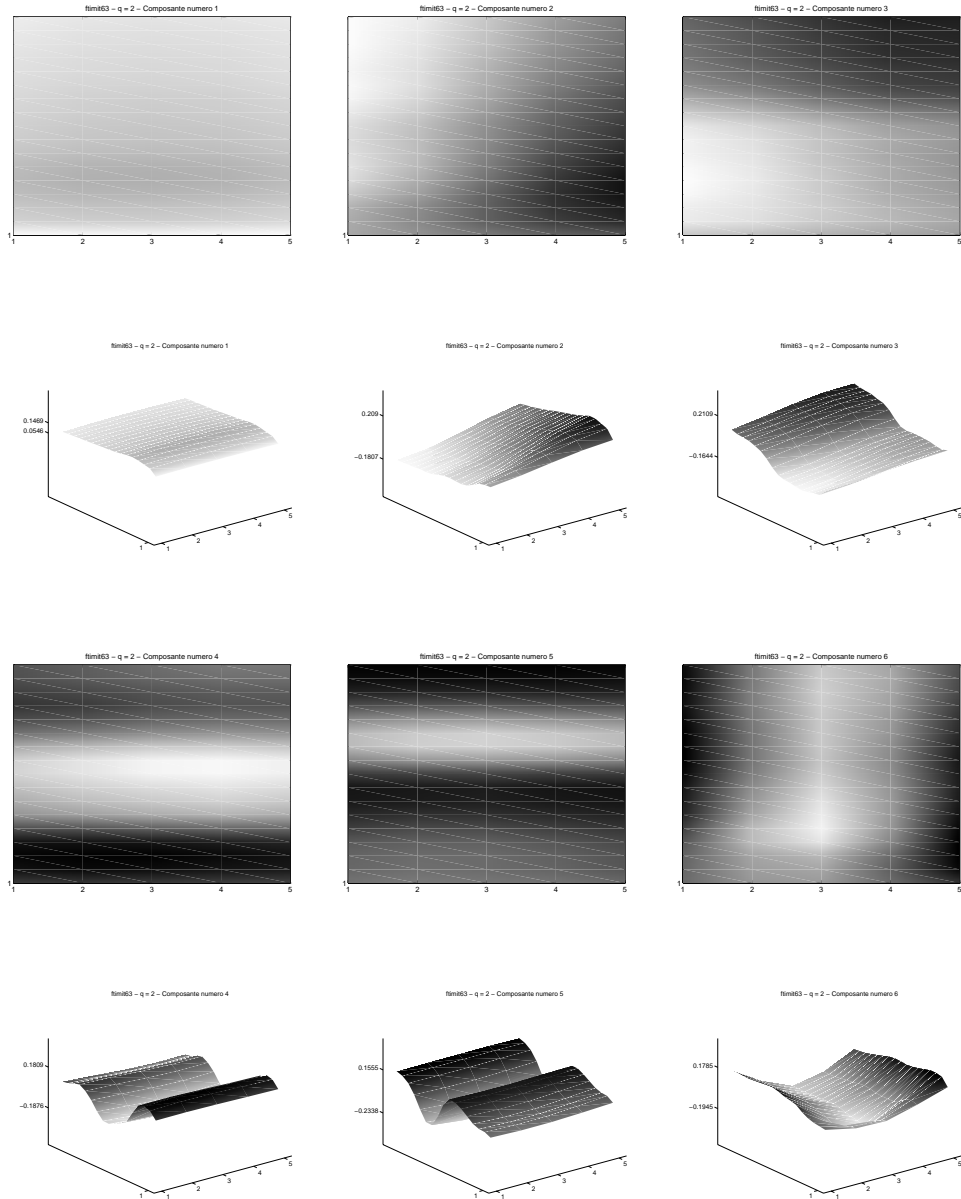 ftimit63 – q = 2 – Composante numero 1
ftimit63 – q = 2 – Composante numero 2
ftimit63 – q = 2 – Composante numero 3
1
1 2 3 4 5
1
1 2 3 4 5
1
1 2 3 4 5
ftimit63 – q = 2 – Composante numero 1
ftimit63 – q = 2 – Composante numero 2
ftimit63 – q = 2 – Composante numero 3
0.1469
0.0546
1
1 2 3 4 5
0.209
−0.1807
1
1 2 3 4 5
0.2109
−0.1644
1
1 2 3 4 5
ftimit63 – q = 2 – Composante numero 4
ftimit63 – q = 2 – Composante numero 5
ftimit63 – q = 2 – Composante numero 6
1
1 2 3 4 5
1
1 2 3 4 5
1
1 2 3 4 5
ftimit63 – q = 2 – Composante numero 4
ftimit63 – q = 2 – Composante numero 5
ftimit63 – q = 2 – Composante numero 6
0.1809
−0.1876
1
1 2 3 4 5
0.1555
−0.2338
1
1 2 3 4 5
0.1785
−0.1945
1
1 2 3 4 5